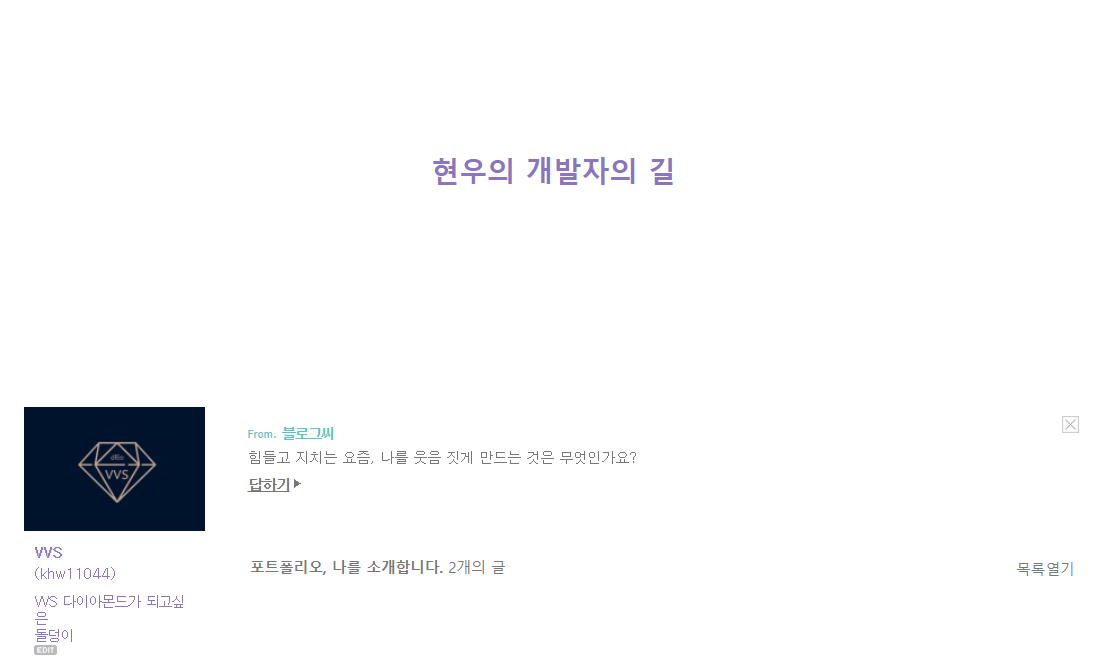 현우의 개발자의 길
VVS
From. 블로그씨
힘들고 지치는 요즘, 나를 웃음 짓게 만드는 것은 무엇인가요?
답하기
VVS
(khw11044)
VVS 다이아몬드가 되고싶
은
돌덩이
EDIT
포트폴리오, 나를 소개합니다. 2개의 글
목록열기